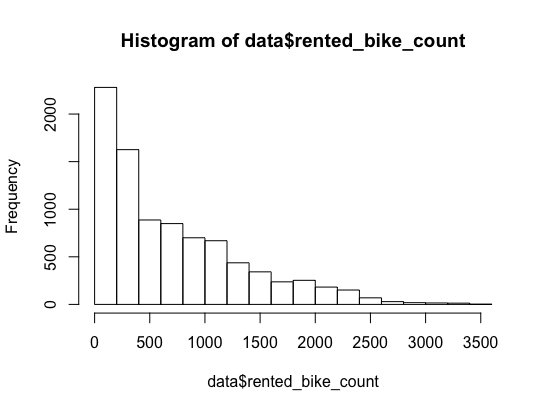 Histogram of data$rented_bike_count
Frequency
2000
1000
500
0
0 500 1000 1500 2000 2500 3000 3500
data$rented_bike_count